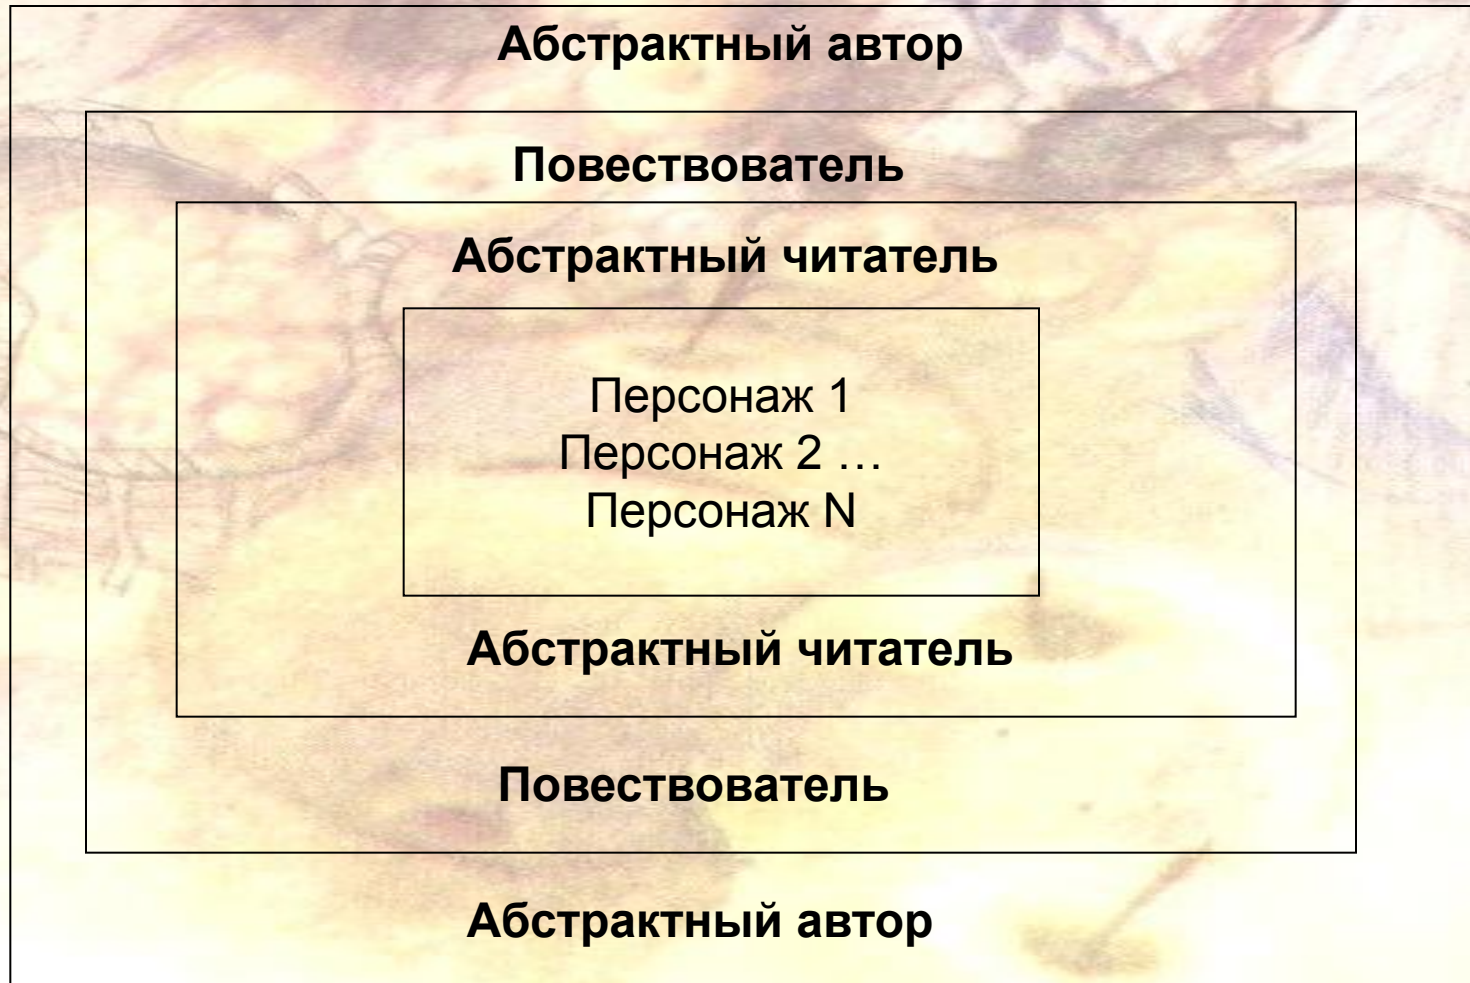 Абстрактный автор
Повествователь
Абстрактный читатель
Персонаж 1
Персонаж 2 …
Персонаж N
Абстрактный читатель
Повествователь
Абстрактный автор